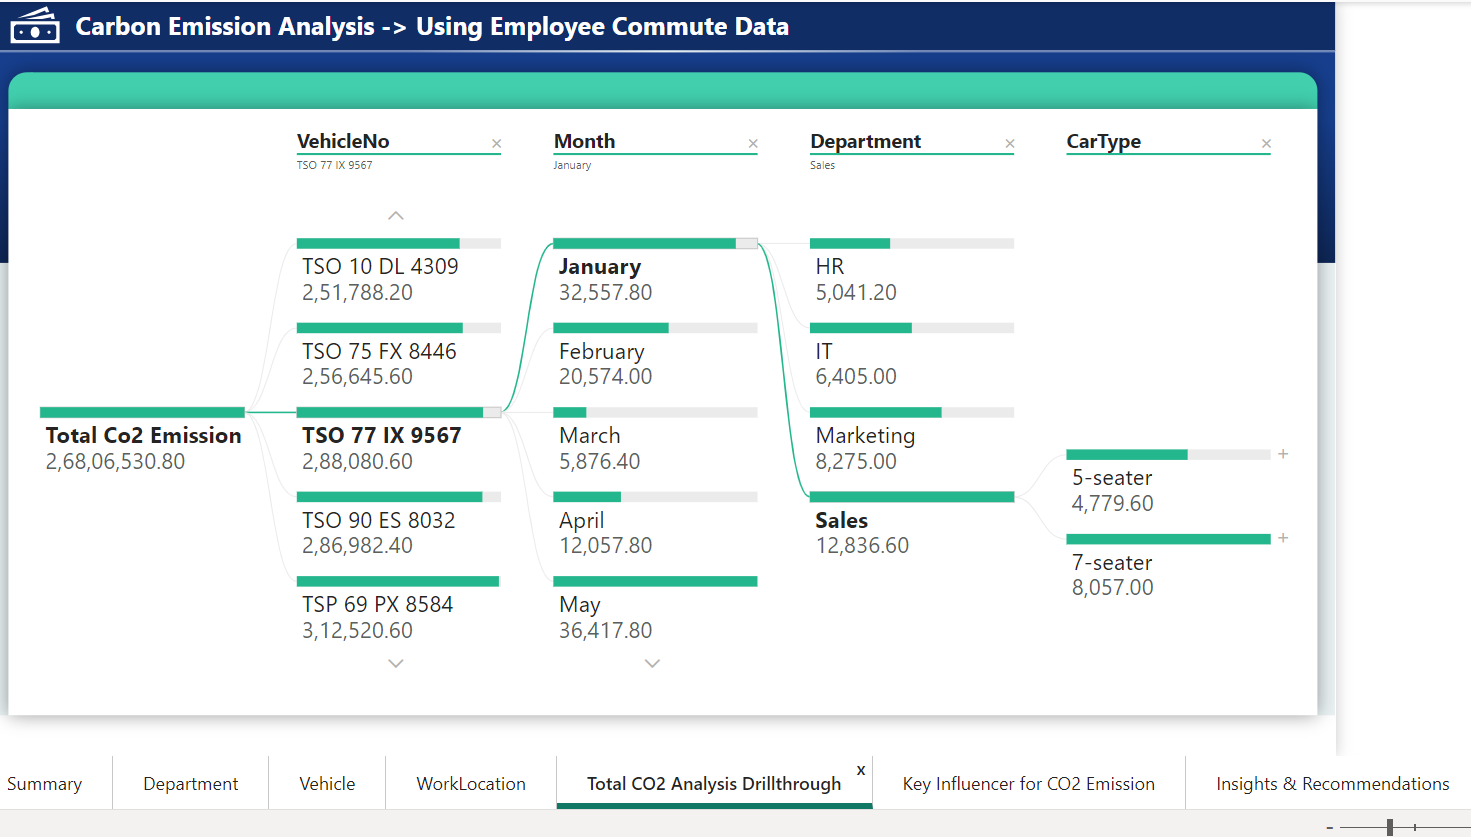 Carbon Emission Analysis -> Using Employee Commute Data
VehicleNo
TSO 77 IX 9567
Month
January
Department
Sales
CarType
Total Co2 Emission
2,68,06,530.80
TSO 10 DL 4309
2,51,788.20
TSO 75 FX 8446
2,56,645.60
TSO 77 IX 9567
2,88,080.60
TSO 90 ES 8032
2,86,982.40
TSP 69 PX 8584
3,12,520.60
January
32,557.80
February
20,574.00
March
5,876.40
April
12,057.80
May
36,417.80
HR
5,041.20
IT
6,405.00
Marketing
8,275.00
Sales
12,836.60
5-seater
4,779.60
7-seater
8,057.00
Summary
Department
Vehicle
WorkLocation
Total CO2 Analysis Drillthrough
x
Key Influencer for CO2 Emission
Insights & Recommendations